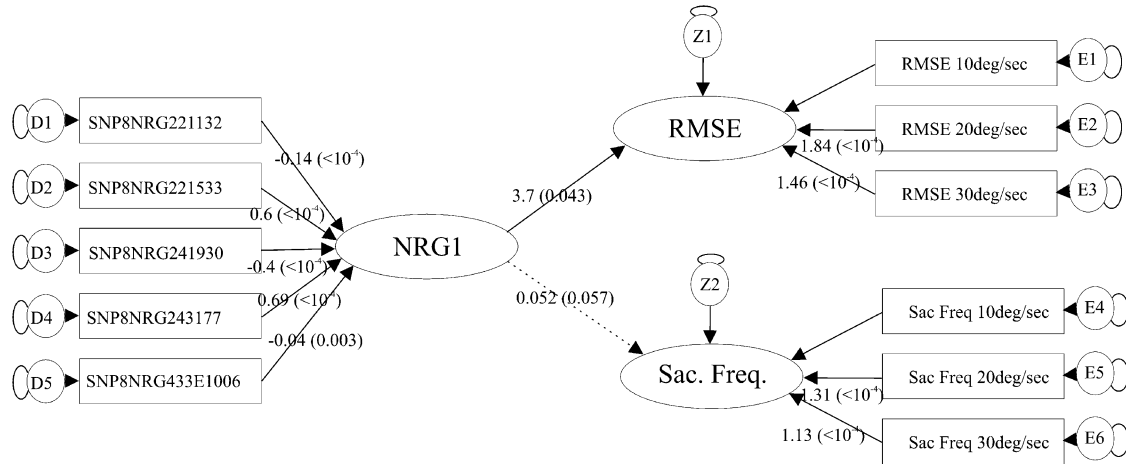 D1
SNP8NRG221132
-0.14 (<10⁻⁴)
D2
SNP8NRG221533
0.6 (<10⁻⁴)
D3
SNP8NRG241930
-0.4 (<10⁻⁴)
D4
SNP8NRG243177
0.69 (<10⁻⁴)
D5
SNP8NRG433E1006
-0.04 (0.003)
NRG1
3.7 (0.043)
0.052 (0.057)
Z1
RMSE
RMSE 10deg/sec
E1
RMSE 20deg/sec
E2
1.84 (<10⁻⁴)
RMSE 30deg/sec
E3
1.46 (<10⁻⁴)
Z2
Sac. Freq.
Sac Freq 10deg/sec
E4
Sac Freq 20deg/sec
E5
1.31 (<10⁻⁴)
Sac Freq 30deg/sec
E6
1.13 (<10⁻⁴)